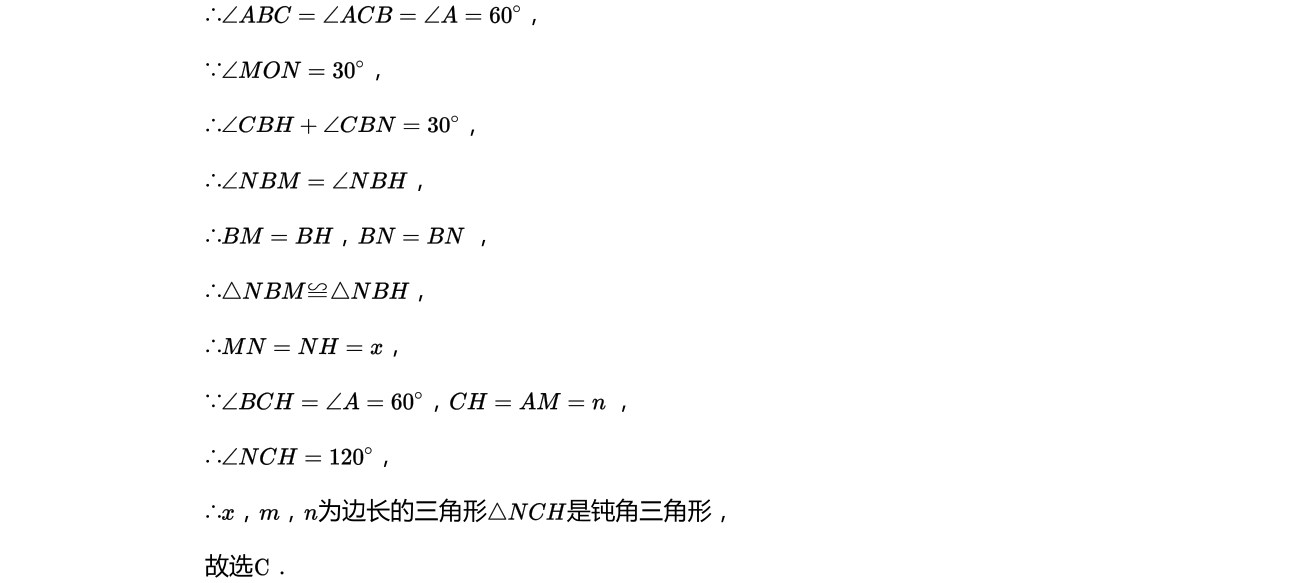 ∴∠ABC = ∠ACB = ∠A = 60°，
∵∠MON = 30°，
∴∠CBH + ∠CBN = 30°，
∴∠NBM = ∠NBH，
∴BM = BH，BN = BN ，
∴△NBM≌△NBH，
∴MN = NH = x，
∵∠BCH = ∠A = 60°，CH = AM = n ，
∴∠NCH = 120°，
∴x，m，n为边长的三角形△NCH是钝角三角形，
故选C．